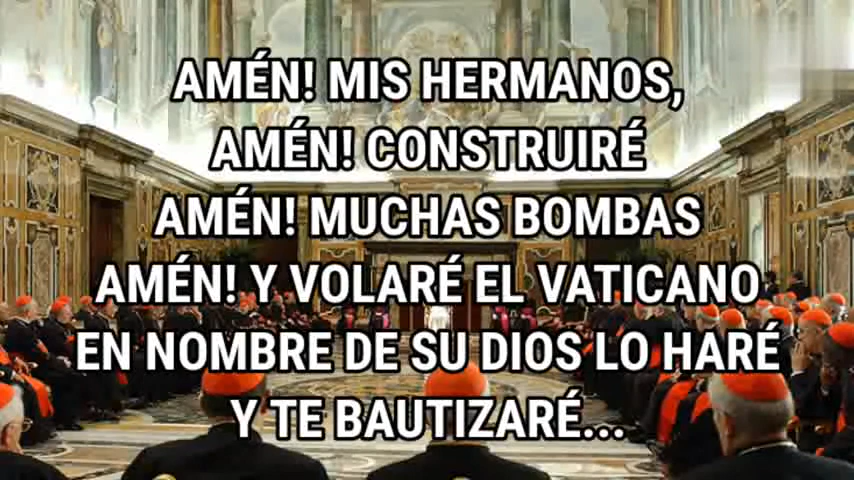 AMÉN! MIS HERMANOS,
AMÉN! CONSTRUIRÉ
AMÉN! MUCHAS BOMBAS
AMÉN! Y VOLARÉ EL VATICANO
EN NOMBRE DE SU DIOS LO HARÉ
Y TE BAUTIZARÉ...